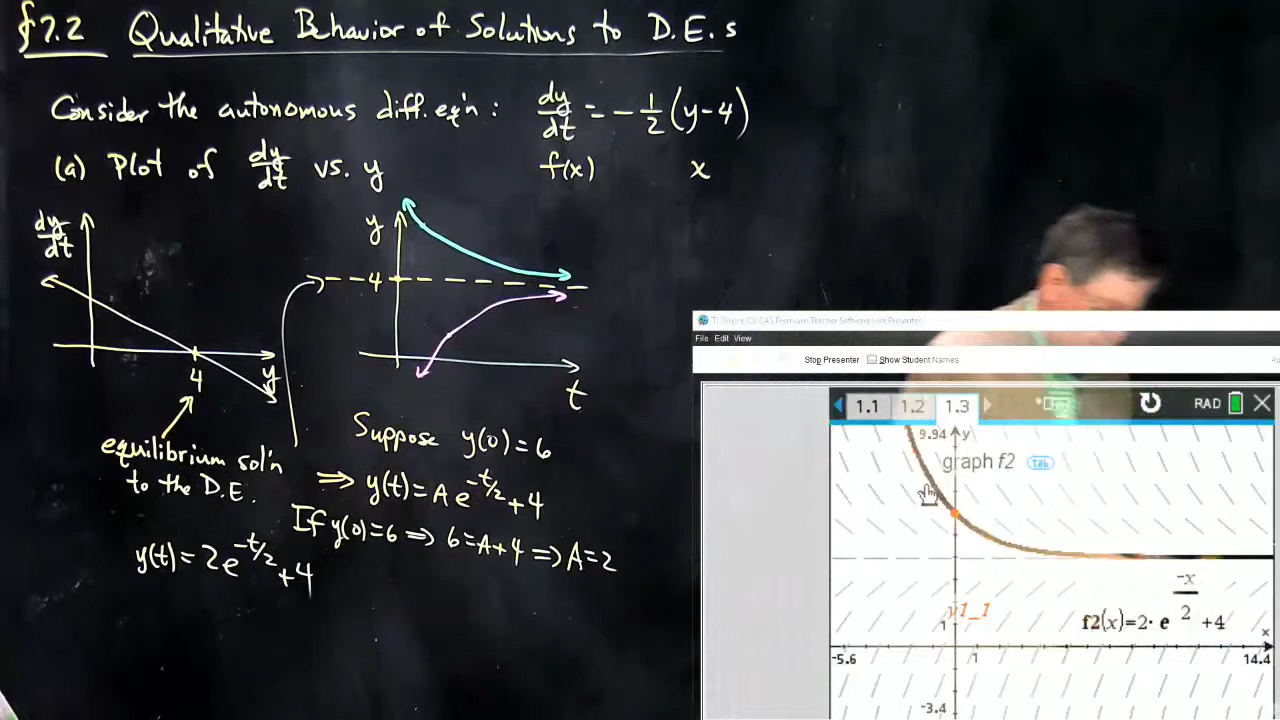 §7.2 Qualitative Behavior of Solutions to D.E.s
Consider the autonomous diff. eq'n: dy/dt = -1/2 (y-4)
(a) Plot of dy/dt vs. y
f(x) x
dy/dt
4
y
y
4
t
equilibrium sol'n
to the D.E.
Suppose y(0)=6
⇒ y(t)=Ae^(-t/2)+4
If y(0)=6 ⇒ 6=A+4 ⇒ A=2
y(t)=2e^(-t/2)+4
File Edit View
Stop Presenter Show Student Names
1.1 1.2 1.3 RAD
9.94 y
graph f2 tab
y1_1
f2(x)=2·e^(-x/2)+4
1
x
-5.6 1 14.4
-3.4